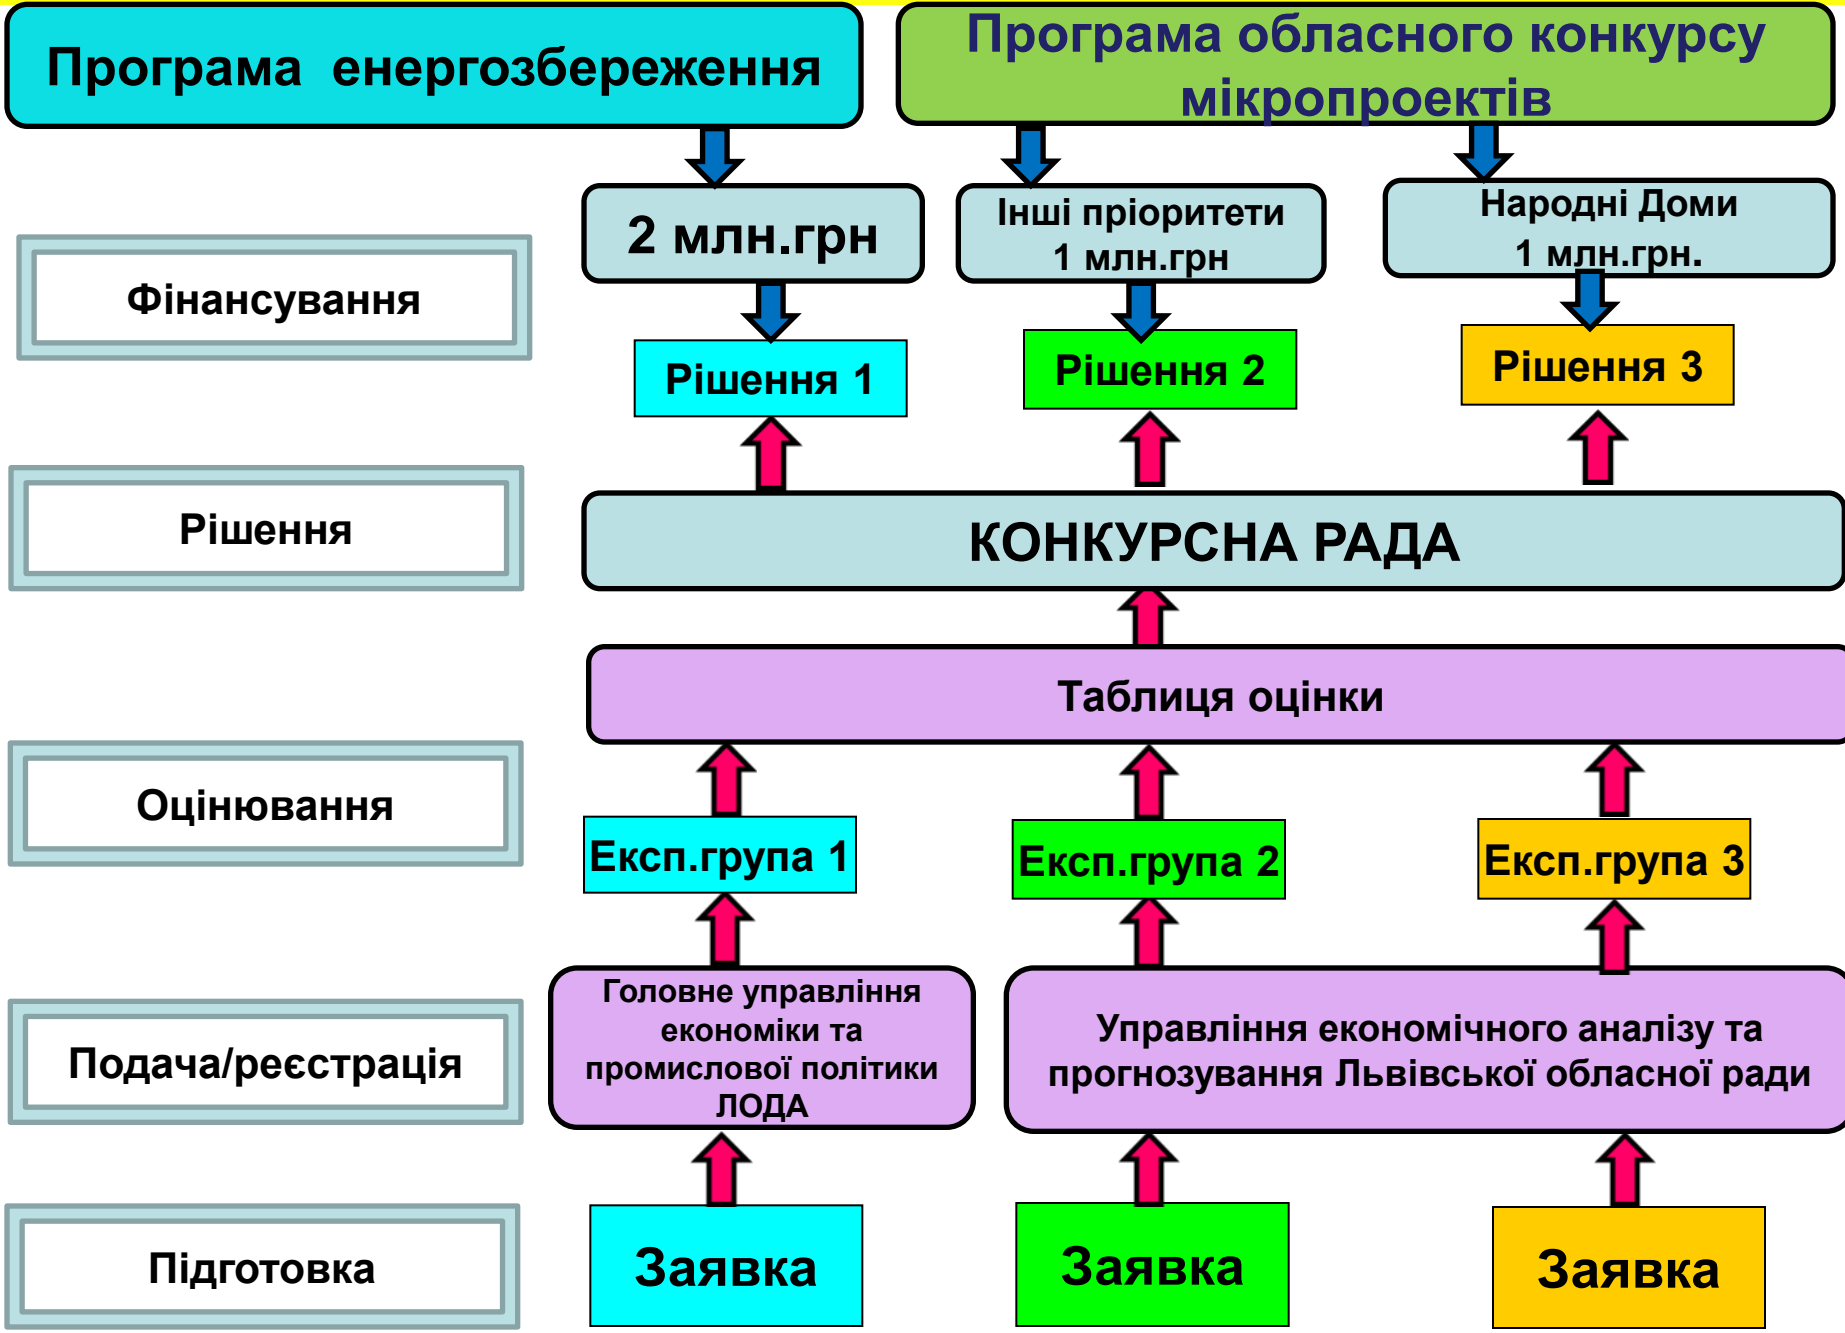 Програма енергозбереження
Програма обласного конкурсу
мікропроектів
2 млн.грн
Інші пріоритети
1 млн.грн
Народні Доми
1 млн.грн.
Фінансування
Рішення 1
Рішення 2
Рішення 3
Рішення
КОНКУРСНА РАДА
Таблиця оцінки
Оцінювання
Експ.група 1
Експ.група 2
Експ.група 3
Подача/реєстрація
Головне управління
економіки та
промислової політики
ЛОДА
Управління економічного аналізу та
прогнозування Львівської обласної ради
Підготовка
Заявка
Заявка
Заявка